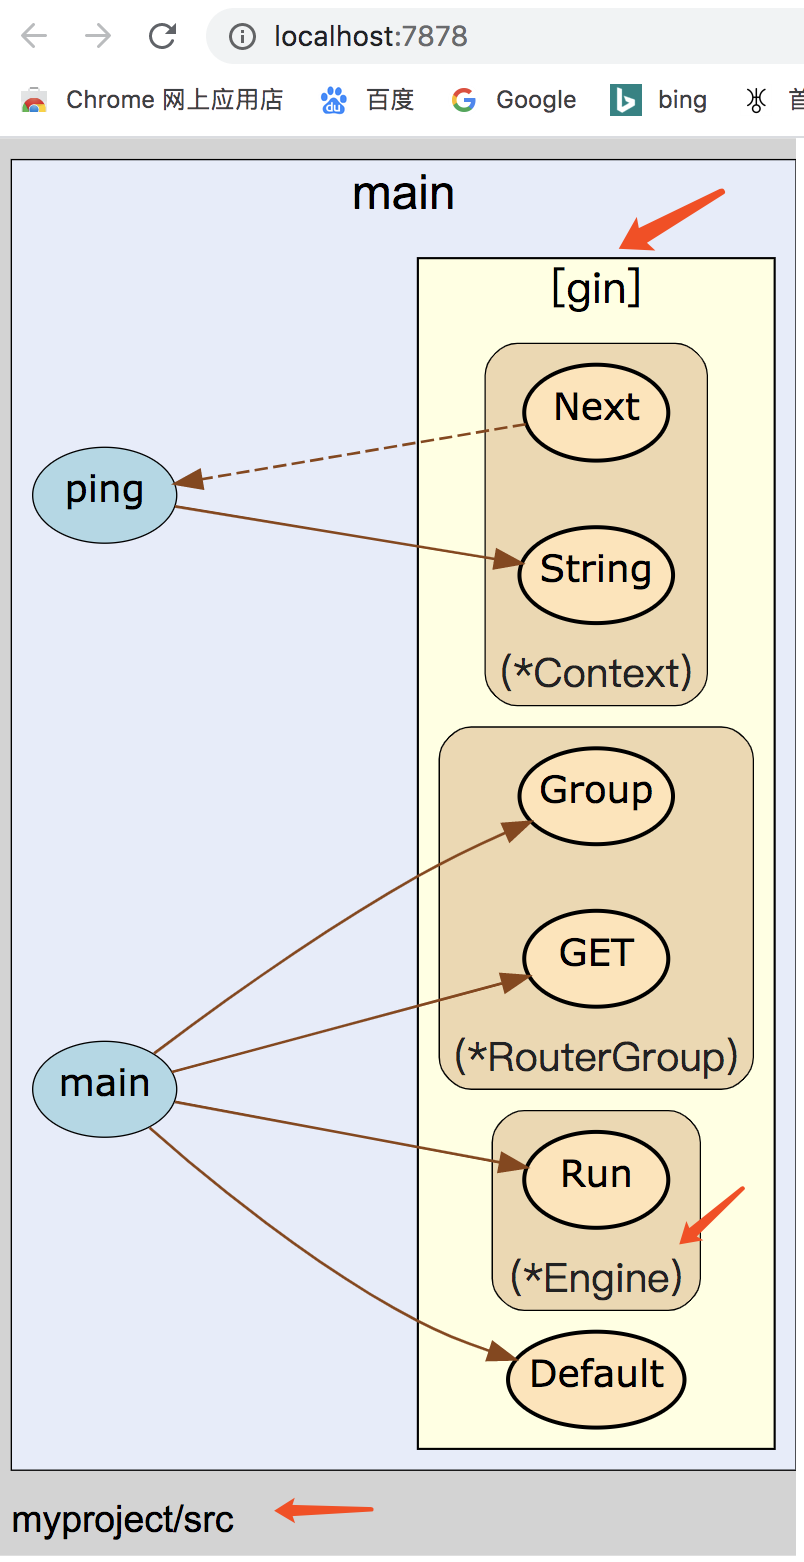 localhost:7878
Chrome 网上应用店 百度 Google bing 首
main
[gin]
Next
ping
String
(*Context)
Group
GET
(*RouterGroup)
main
Run
(*Engine)
Default
myproject/src